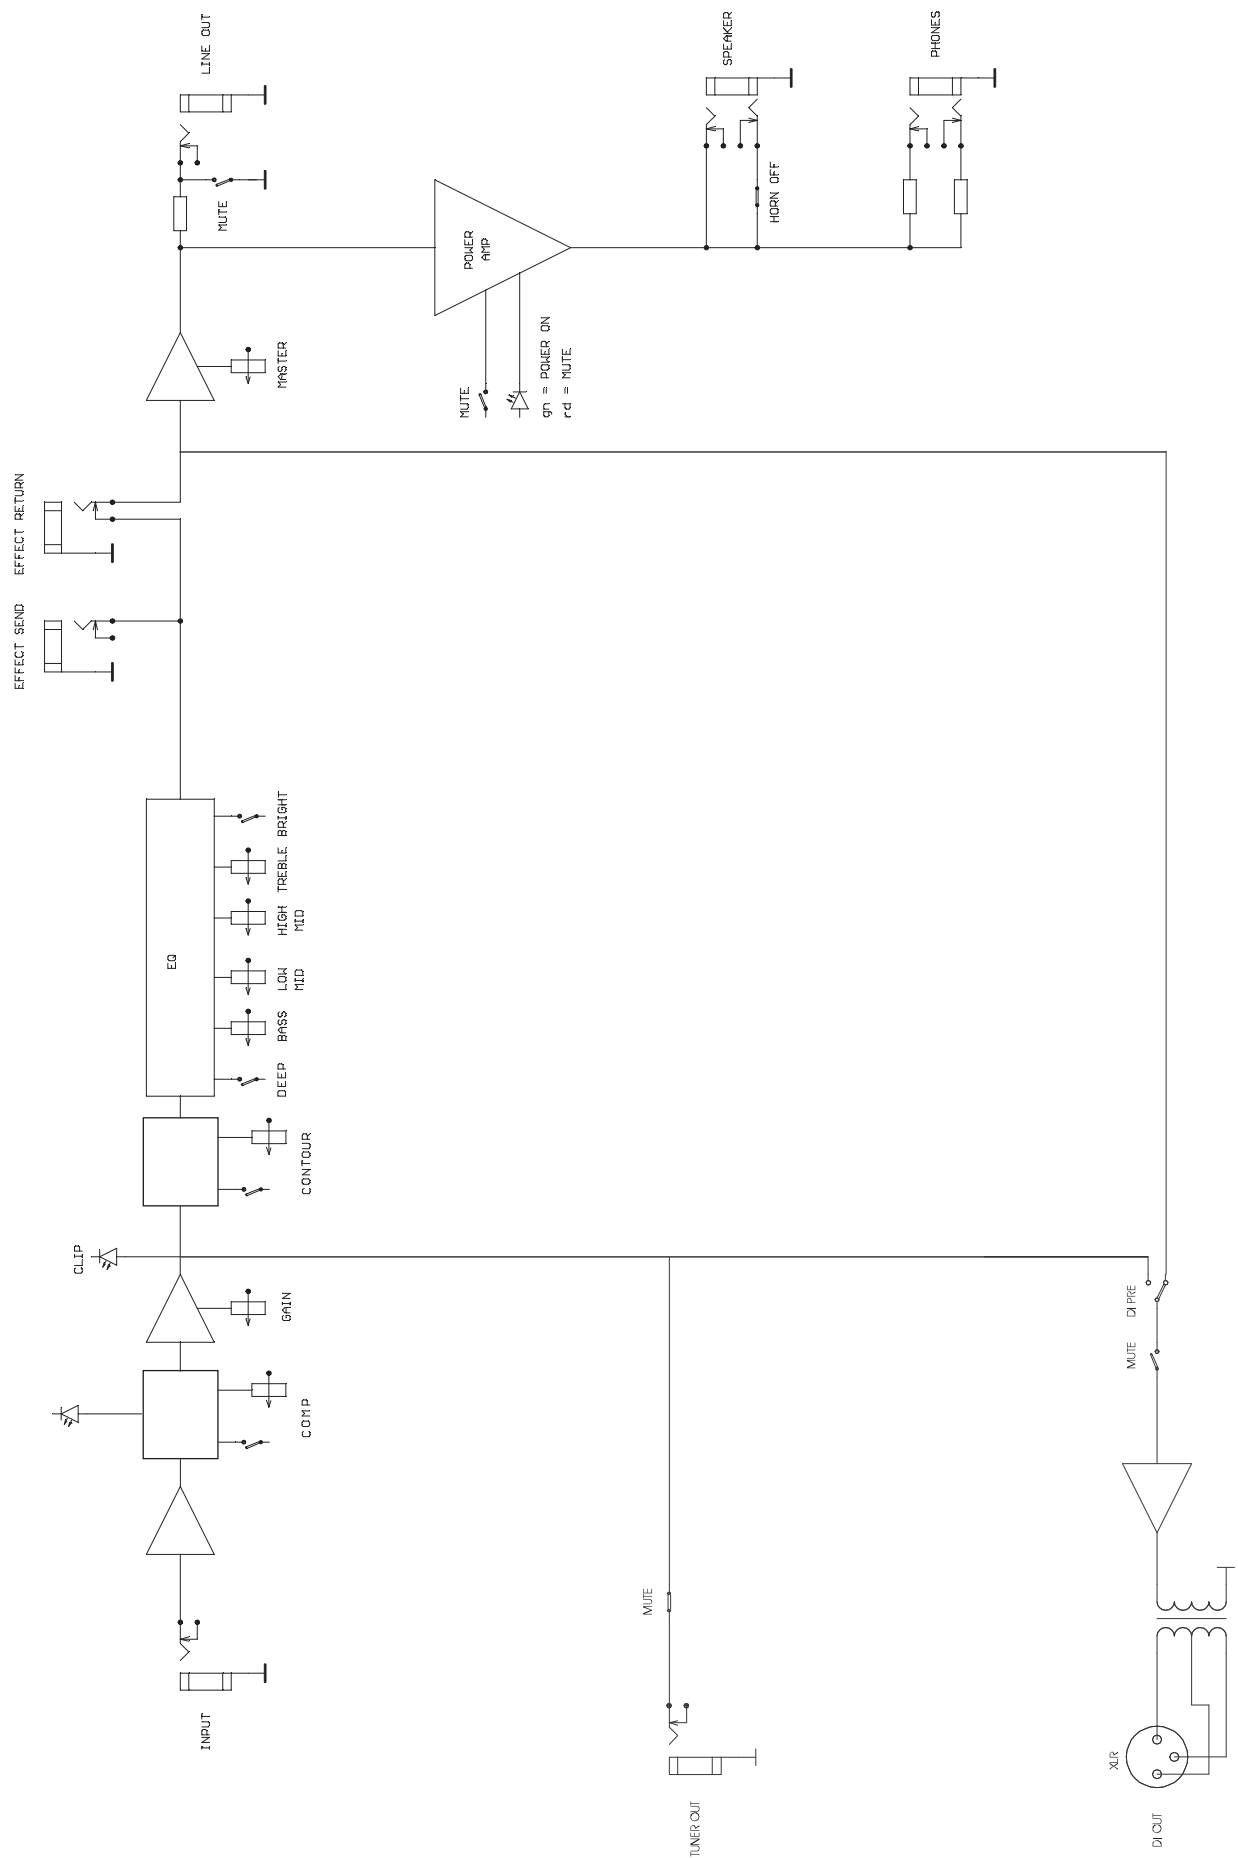 EFFECT SEND
EFFECT RETURN
LINE OUT
CLIP
EQ
INPUT
COMP
GAIN
CONTOUR
DEEP
BASS
LOW
MID
HIGH
MID
TREBLE
BRIGHT
MASTER
MUTE
POWER
AMP
MUTE
gn = POWER ON
rd = MUTE
SPEAKER
HORN OFF
PHONES
TUNER OUT
MUTE
XLR
DI OUT
MUTE
DI PRE